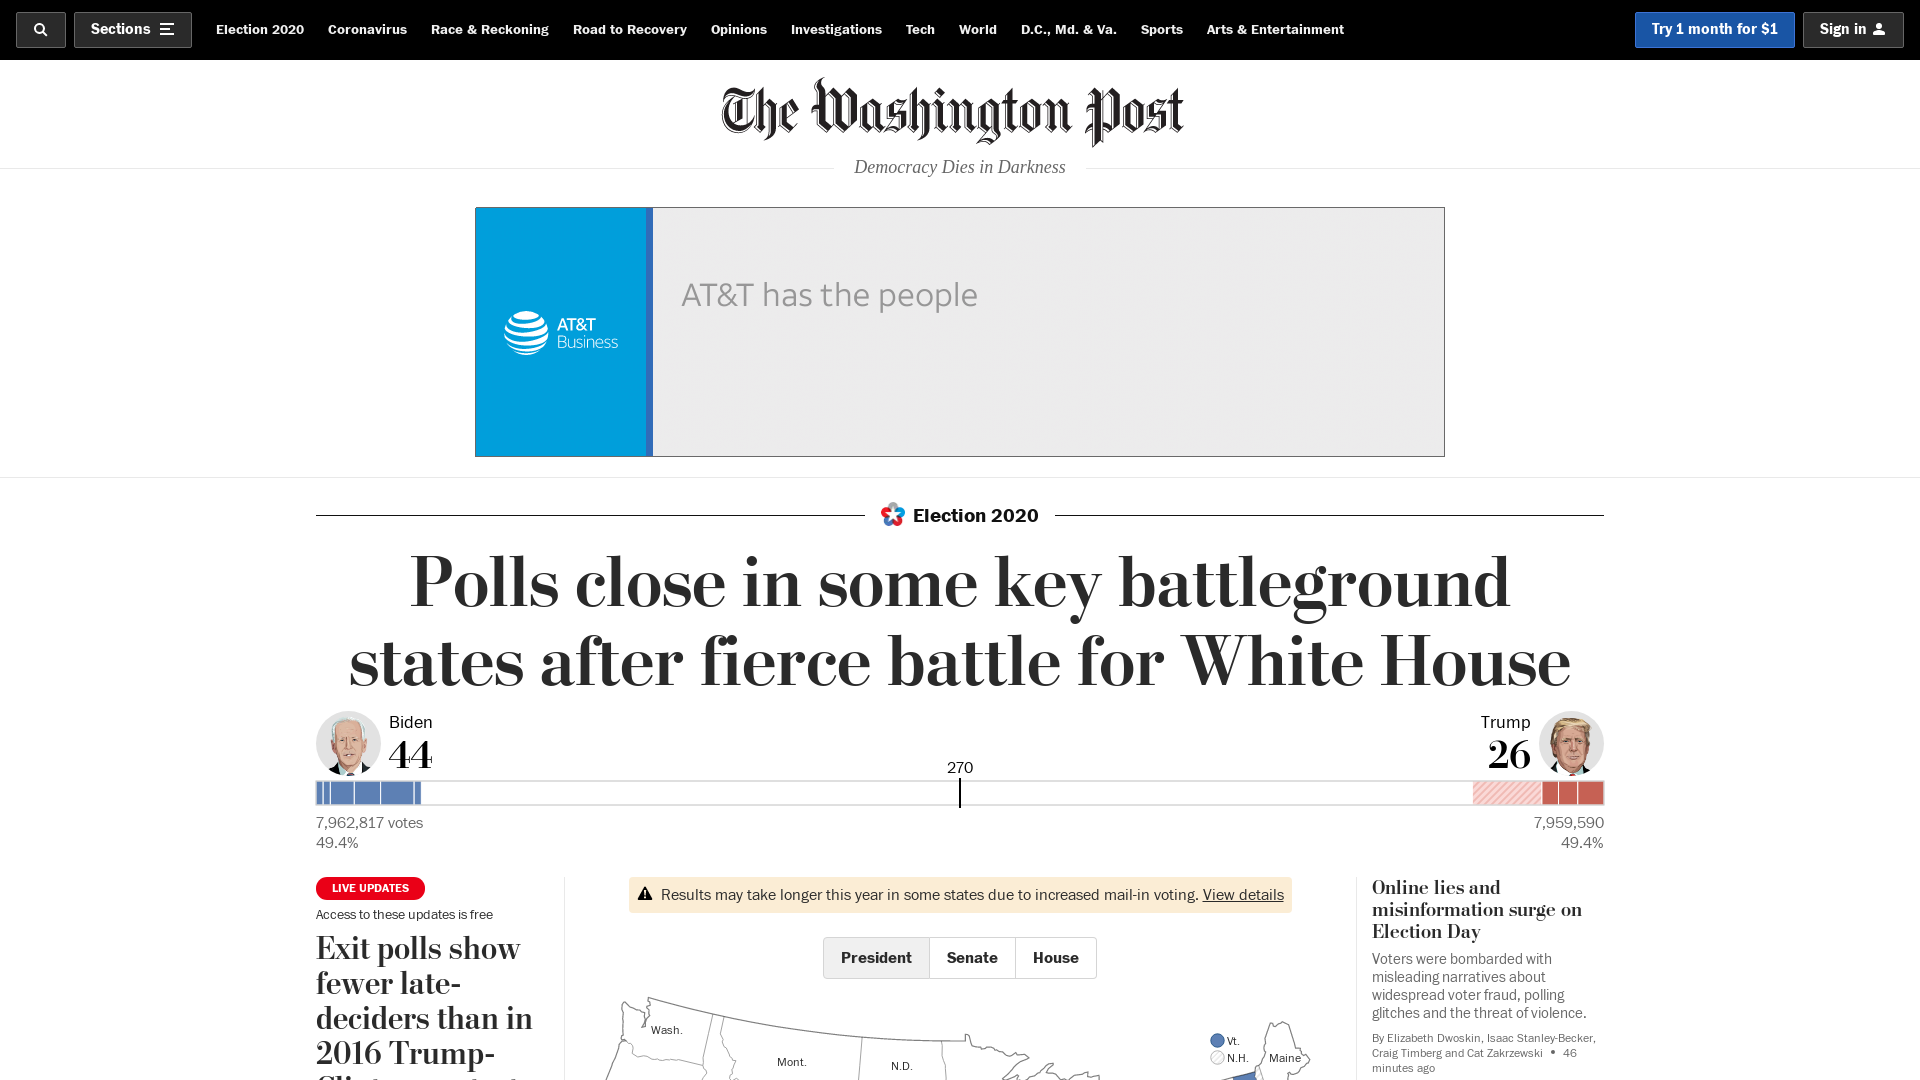 Sections
Election 2020
Coronavirus
Race & Reckoning
Road to Recovery
Opinions
Investigations
Tech
World
D.C., Md. & Va.
Sports
Arts & Entertainment
Try 1 month for $1
Sign in
The Washington Post
Democracy Dies in Darkness
AT&T
Business
AT&T has the people
Election 2020
Polls close in some key battleground
states after fierce battle for White House
Biden
44
270
Trump
26
7,962,817 votes
49.4%
7,959,590
49.4%
LIVE UPDATES
Access to these updates is free
Exit polls show
fewer late-
deciders than in
2016 Trump-
Results may take longer this year in some states due to increased mail-in voting. View details
President
Senate
House
Wash.
Mont.
N.D.
Vt.
N.H.
Maine
Online lies and
misinformation surge on
Election Day
Voters were bombarded with
misleading narratives about
widespread voter fraud, polling
glitches and the threat of violence.
By Elizabeth Dwoskin, Isaac Stanley-Becker,
Craig Timberg and Cat Zakrzewski • 46
minutes ago